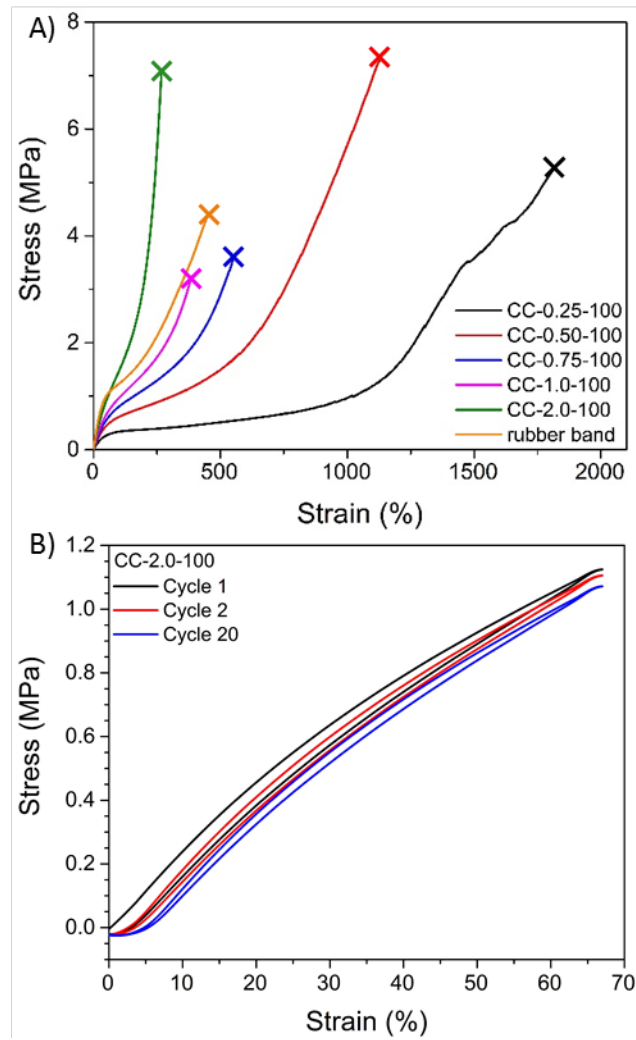 A)
8
6
4
2
0
Stress (MPa)
CC-0.25-100
CC-0.50-100
CC-0.75-100
CC-1.0-100
CC-2.0-100
rubber band
0 500 1000 1500 2000
Strain (%)
B)
1.2
1.0
0.8
0.6
0.4
0.2
0.0
Stress (MPa)
CC-2.0-100
Cycle 1
Cycle 2
Cycle 20
0 10 20 30 40 50 60 70
Strain (%)